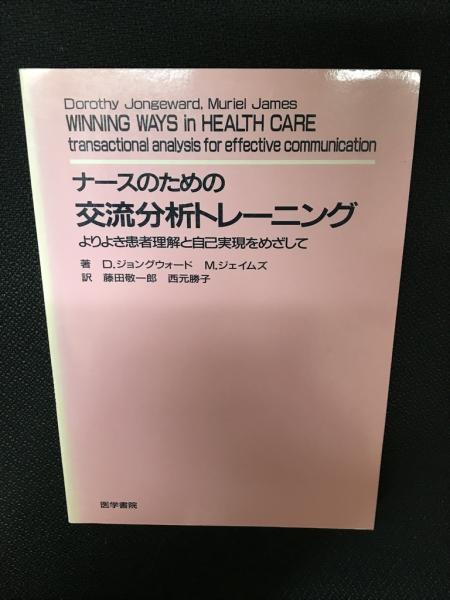 Dorothy Jongeward, Muriel James
WINNING WAYS in HEALTH CARE
transactional analysis for effective communication
ナースのための
交流分析トレーニング
よりよき患者理解と自己実現をめざして
著 D.ジョングウォード M.ジェイムズ
訳 藤田敬一郎 西元勝子
医学書院